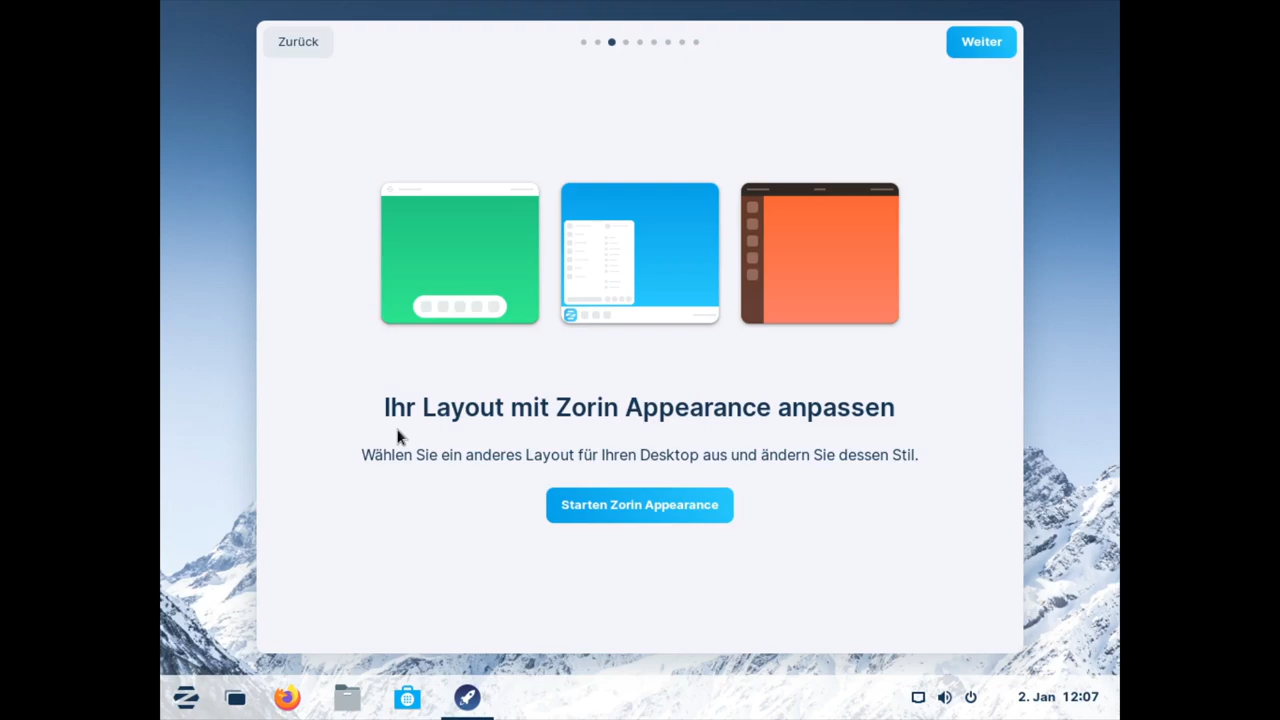 Zurück
Weiter
Ihr Layout mit Zorin Appearance anpassen
Wählen Sie ein anderes Layout für Ihren Desktop aus und ändern Sie dessen Stil.
Starten Zorin Appearance
2. Jan 12:07